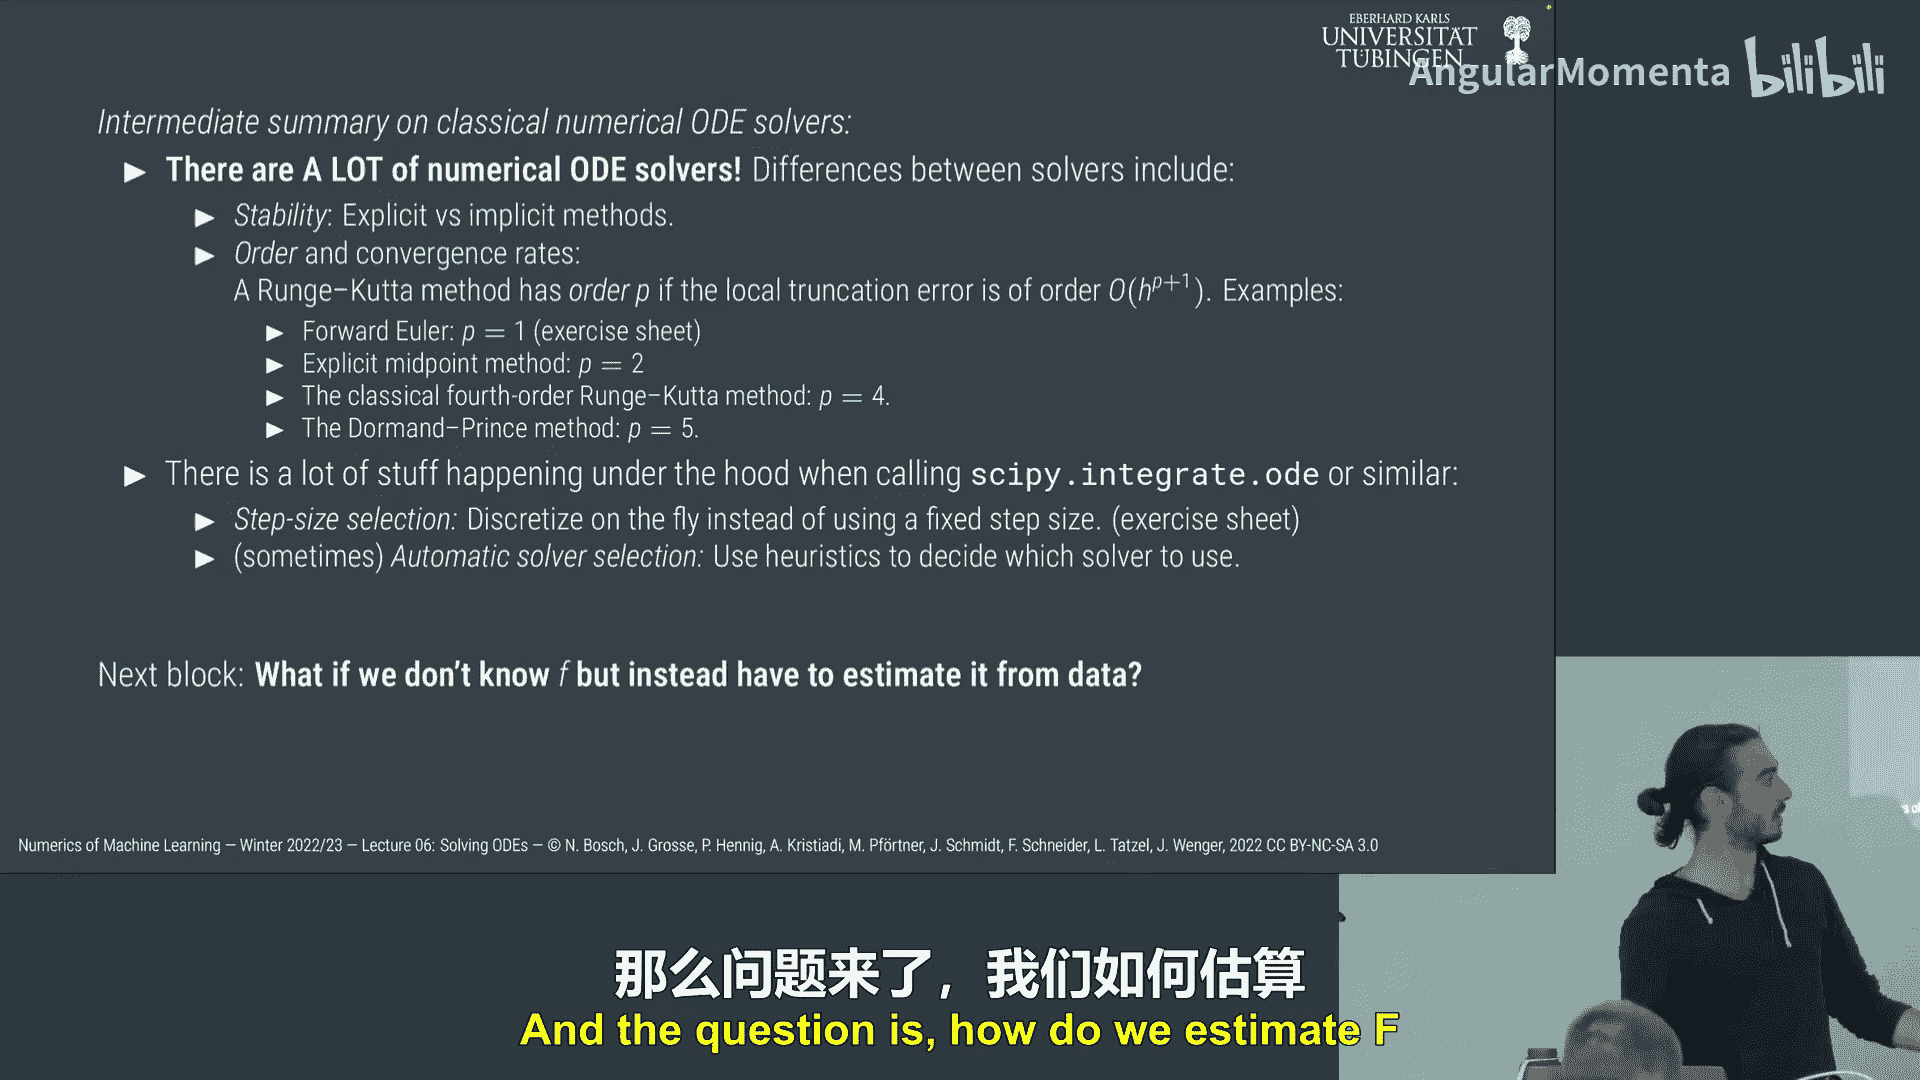 EBERHARD KARLS
UNIVERSITÄT
TÜBINGEN
AngularMomenta bilibili
Intermediate summary on classical numerical ODE solvers:
▶ There are A LOT of numerical ODE solvers! Differences between solvers include:
▶ Stability: Explicit vs implicit methods.
▶ Order and convergence rates:
A Runge–Kutta method has order p if the local truncation error is of order O(h^{p+1}). Examples:
▶ Forward Euler: p = 1 (exercise sheet)
▶ Explicit midpoint method: p = 2
▶ The classical fourth-order Runge–Kutta method: p = 4.
▶ The Dormand–Prince method: p = 5.
▶ There is a lot of stuff happening under the hood when calling scipy.integrate.ode or similar:
▶ Step-size selection: Discretize on the fly instead of using a fixed step size. (exercise sheet)
▶ (sometimes) Automatic solver selection: Use heuristics to decide which solver to use.
Next block: What if we don't know f but instead have to estimate it from data?
Numerics of Machine Learning — Winter 2022/23 — Lecture 06: Solving ODEs — © N. Bosch, J. Grosse, P. Hennig, A. Kristiadi, M. Pförtner, J. Schmidt, F. Schneider, L. Tatzel, J. Wenger, 2022 CC BY-NC-SA 3.0
那么问题来了，我们如何估算
And the question is, how do we estimate F